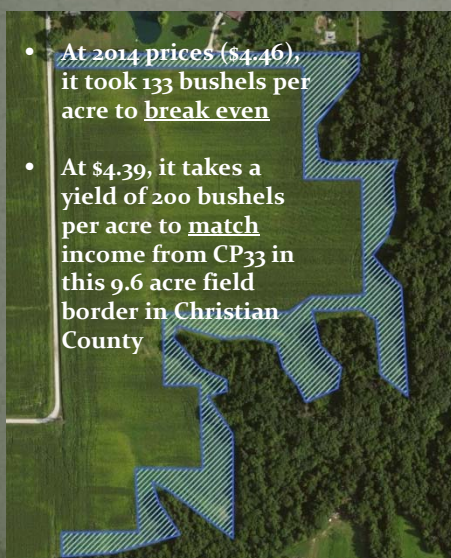 • At 2014 prices ($4.46),
it took 133 bushels per
acre to break even
• At $4.39, it takes a
yield of 200 bushels
per acre to match
income from CP33 in
this 9.6 acre field
border in Christian
County